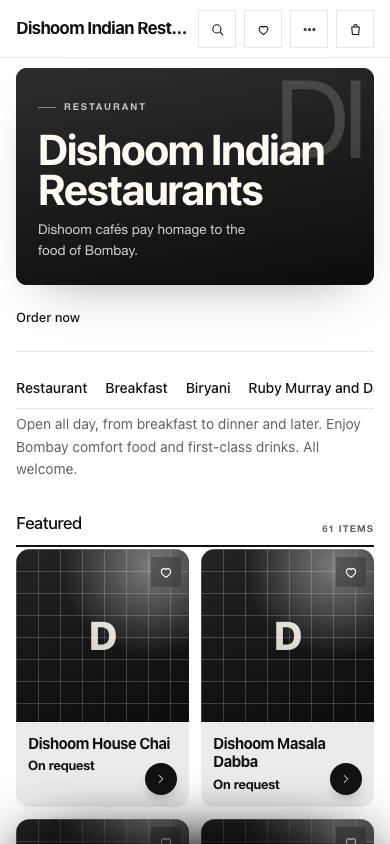 Dishoom Indian Rest...
RESTAURANT
DI
Dishoom Indian
Restaurants
Dishoom cafés pay homage to the
food of Bombay.
Order now
Restaurant Breakfast Biryani Ruby Murray and D
Open all day, from breakfast to dinner and later. Enjoy
Bombay comfort food and first-class drinks. All
welcome.
Featured
61 ITEMS
D
D
Dishoom House Chai
On request
Dishoom Masala
Dabba
On request